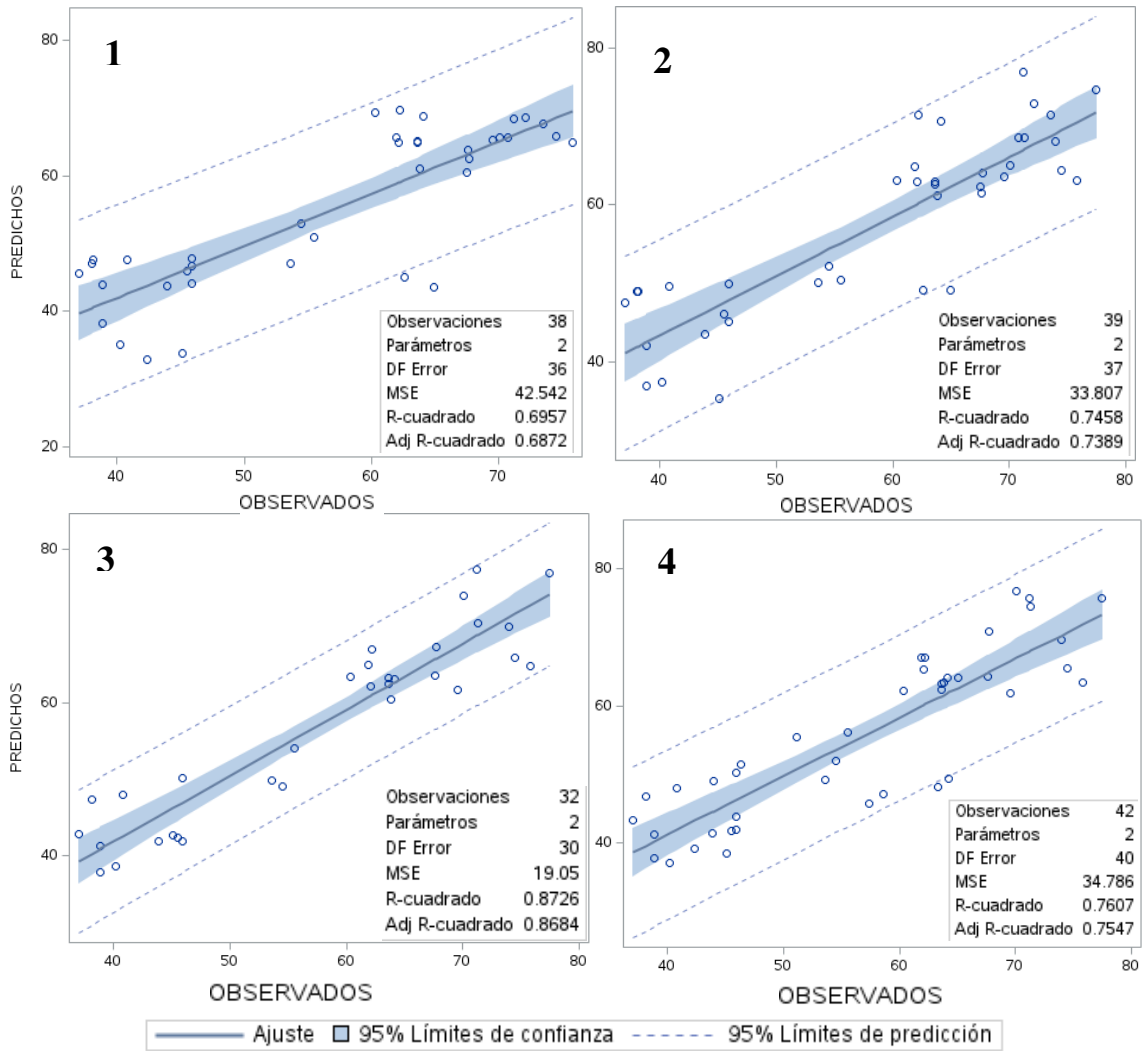 1
80
60
40
20
PREDICHOS
Observaciones 38
Parámetros 2
DF Error 36
MSE 42.542
R-cuadrado 0.6957
Adj R-cuadrado 0.6872
40 50 60 70
OBSERVADOS
2
80
60
40
Observaciones 39
Parámetros 2
DF Error 37
MSE 33.807
R-cuadrado 0.7458
Adj R-cuadrado 0.7389
40 50 60 70 80
OBSERVADOS
3
80
60
40
PREDICHOS
Observaciones 32
Parámetros 2
DF Error 30
MSE 19.05
R-cuadrado 0.8726
Adj R-cuadrado 0.8684
40 50 60 70 80
OBSERVADOS
4
80
60
40
Observaciones 42
Parámetros 2
DF Error 40
MSE 34.786
R-cuadrado 0.7607
Adj R-cuadrado 0.7547
40 50 60 70 80
OBSERVADOS
Ajuste 95% Límites de confianza 95% Límites de predicción